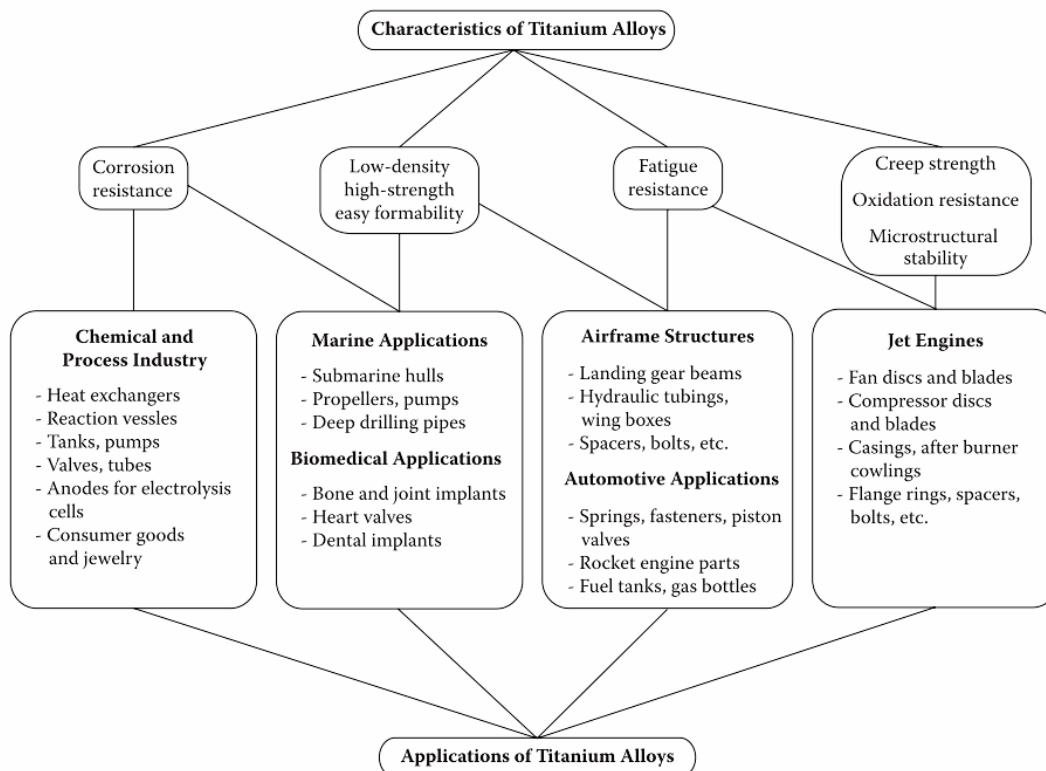 Characteristics of Titanium Alloys
Corrosion
resistance
Low-density
high-strength
easy formability
Fatigue
resistance
Creep strength
Oxidation resistance
Microstructural
stability
Chemical and
Process Industry
- Heat exchangers
- Reaction vessles
- Tanks, pumps
- Valves, tubes
- Anodes for electrolysis
cells
- Consumer goods
and jewelry
Marine Applications
- Submarine hulls
- Propellers, pumps
- Deep drilling pipes
Biomedical Applications
- Bone and joint implants
- Heart valves
- Dental implants
Airframe Structures
- Landing gear beams
- Hydraulic tubings,
wing boxes
- Spacers, bolts, etc.
Automotive Applications
- Springs, fasteners, piston
valves
- Rocket engine parts
- Fuel tanks, gas bottles
Jet Engines
- Fan discs and blades
- Compressor discs
and blades
- Casings, after burner
cowlings
- Flange rings, spacers,
bolts, etc.
Applications of Titanium Alloys